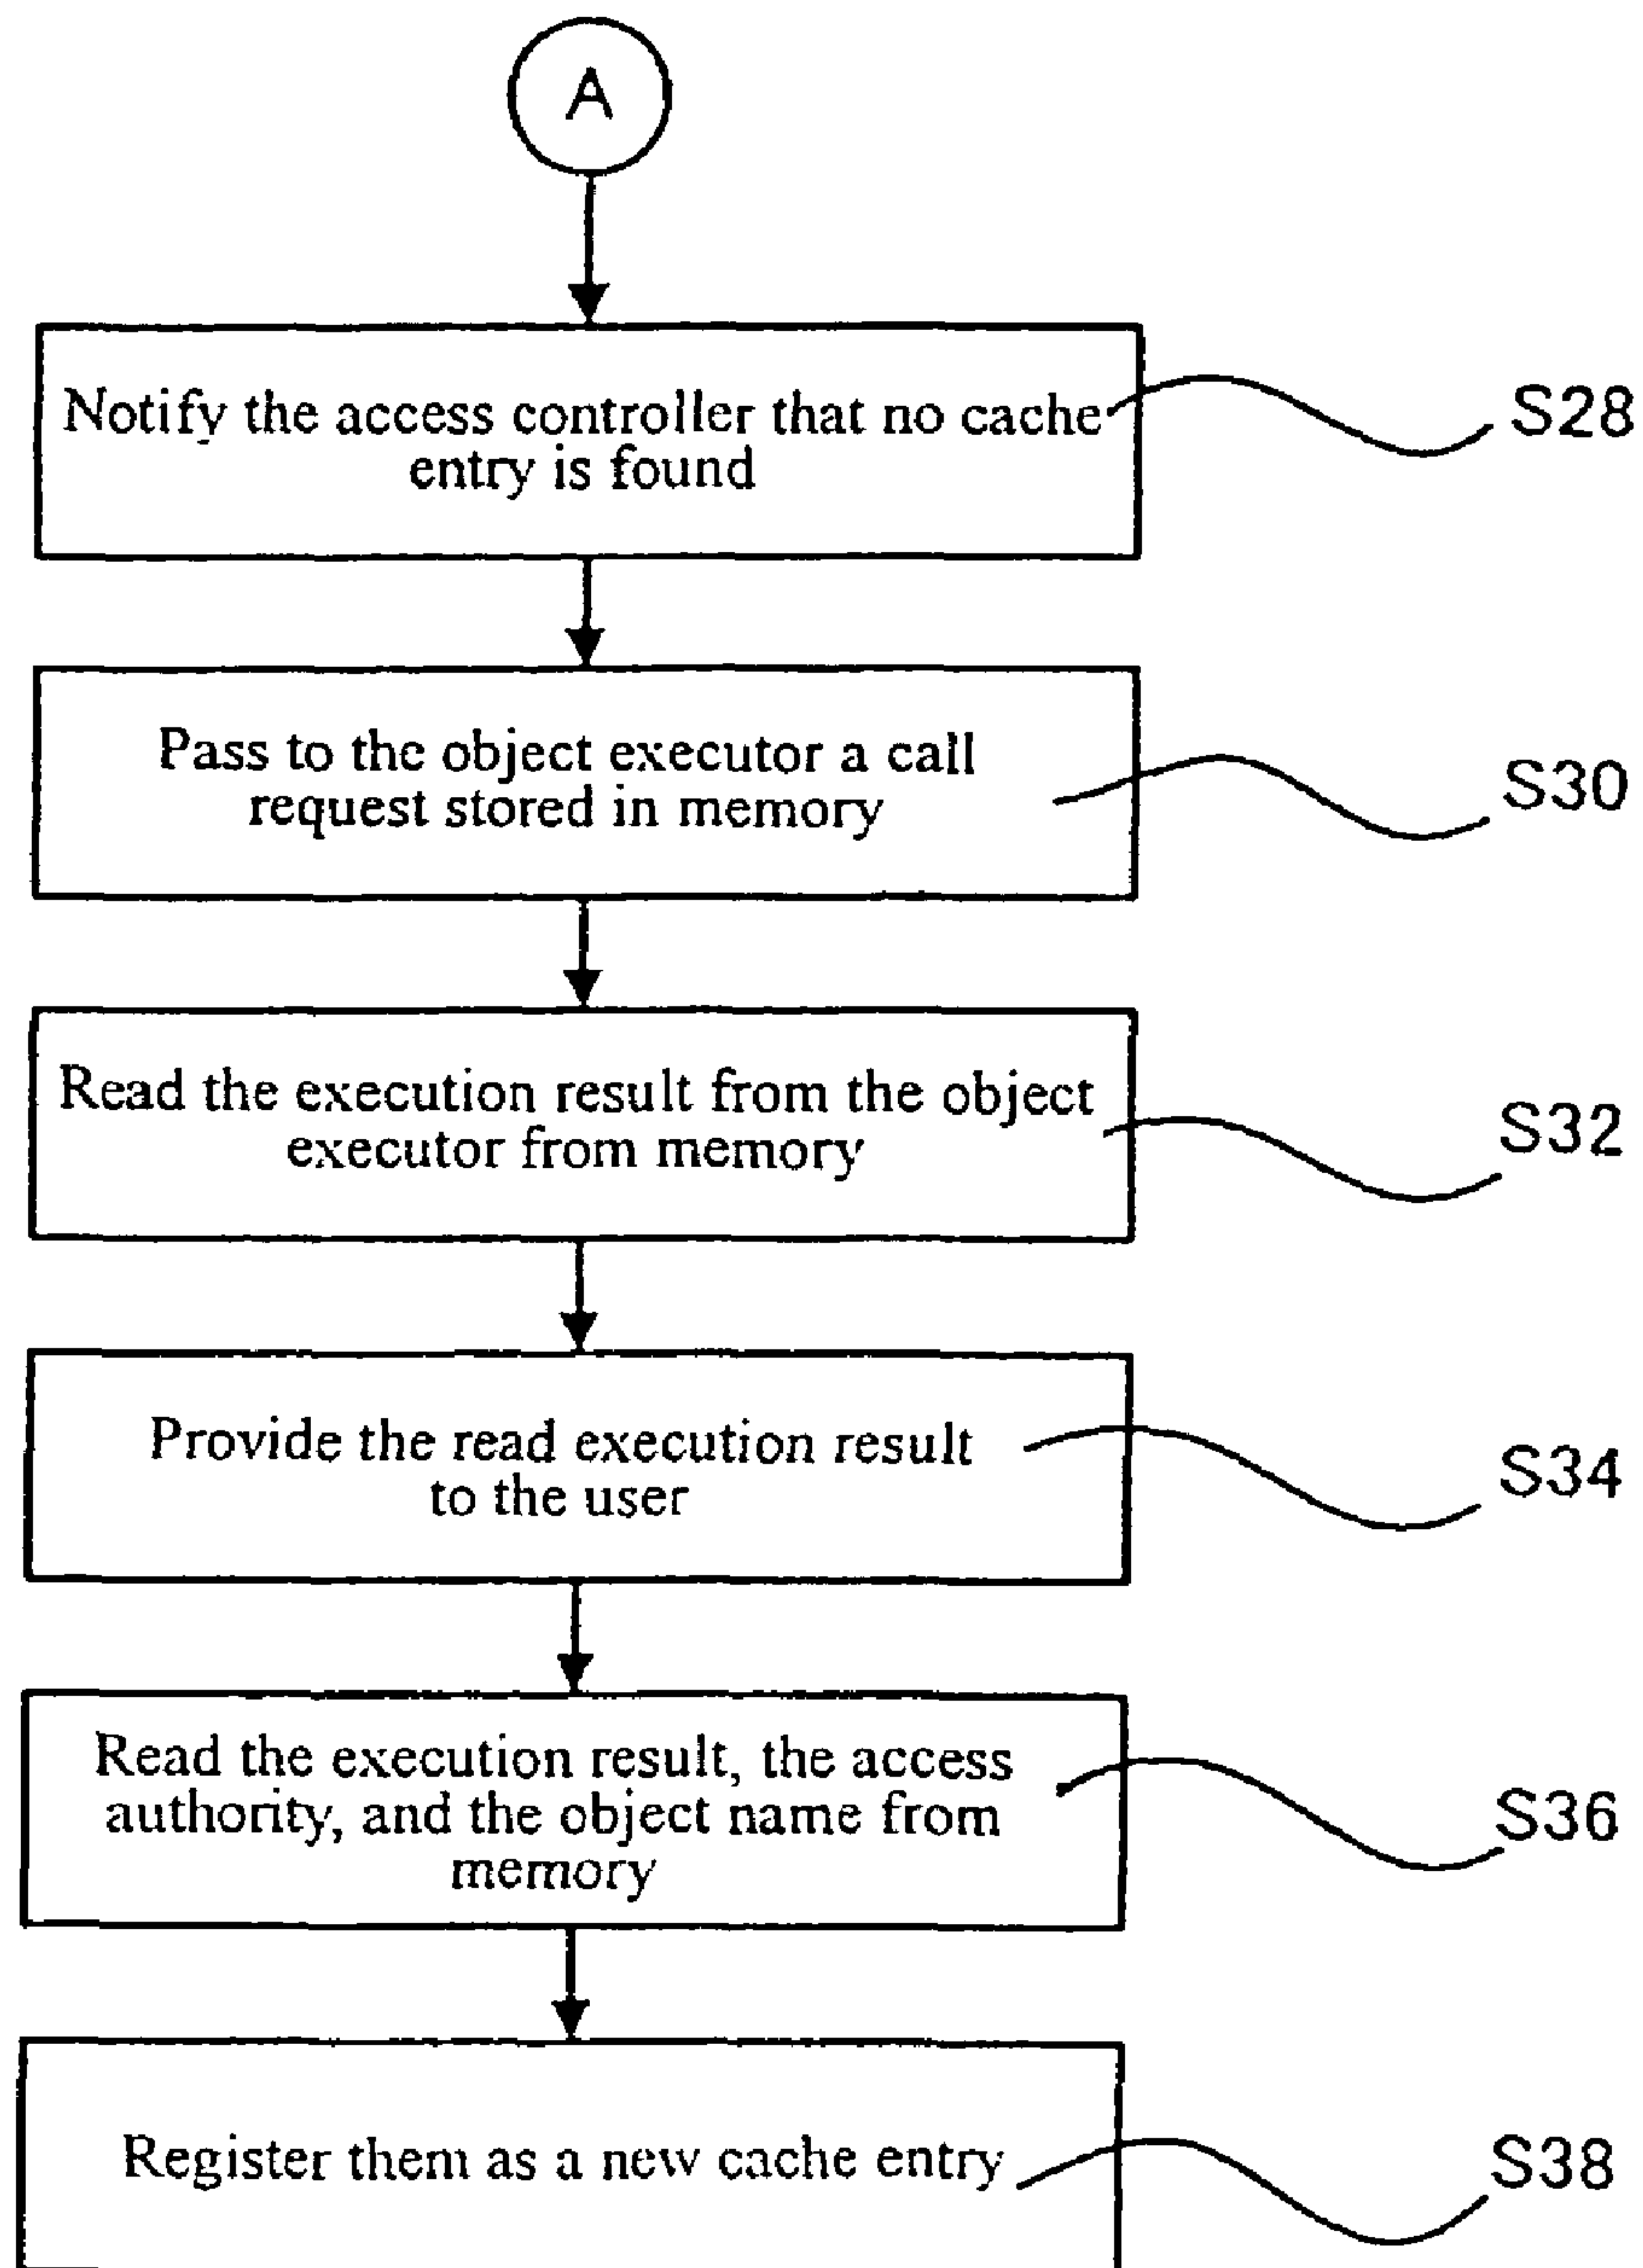 A
Notify the access controller that no cache
entry is found
S28
Pass to the object executor a call
request stored in memory
S30
Read the execution result from the object
executor from memory
S32
Provide the read execution result
to the user
S34
Read the execution result, the access
authority, and the object name from
memory
S36
Register them as a new cache entry
S38